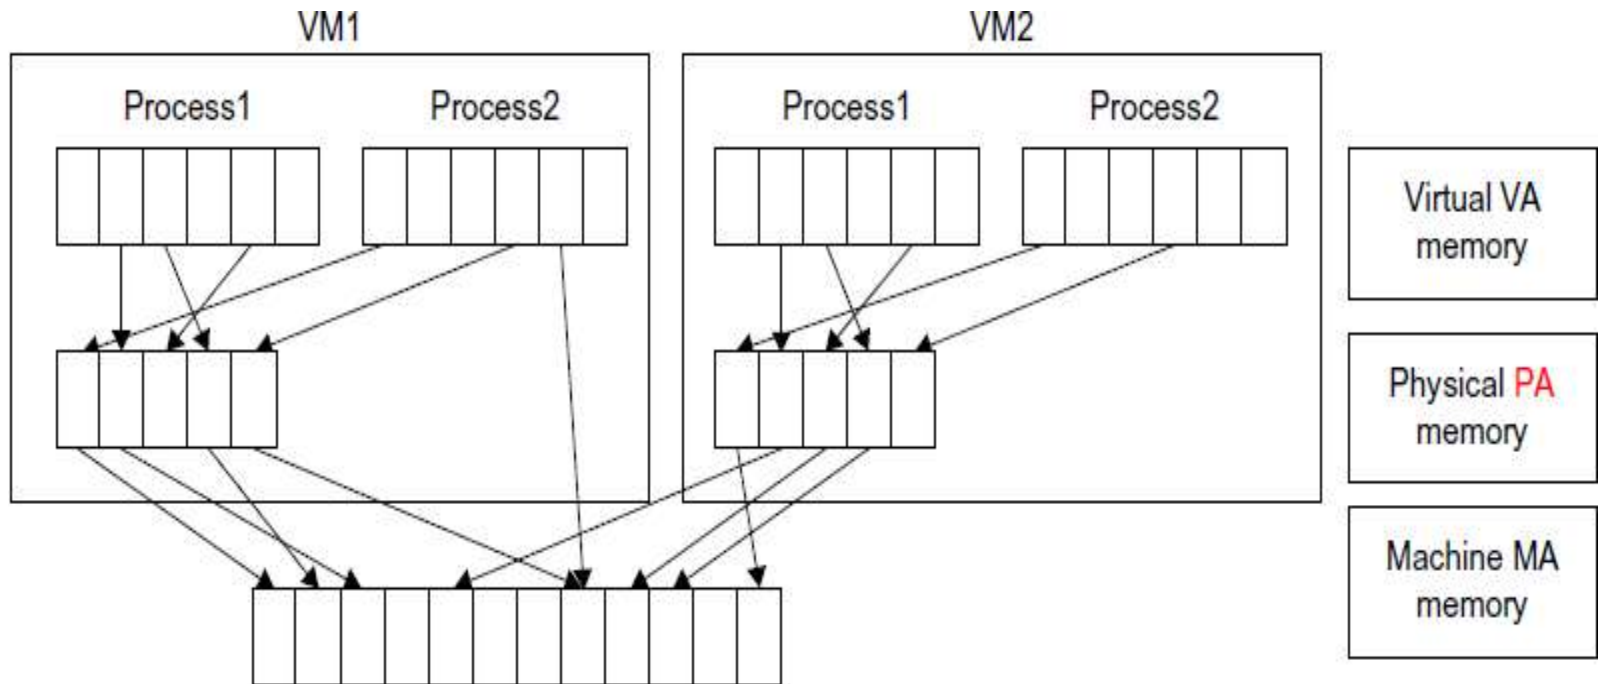 VM1
VM2
Process1
Process2
Process1
Process2
Virtual VA
memory
Physical PA
memory
Machine MA
memory